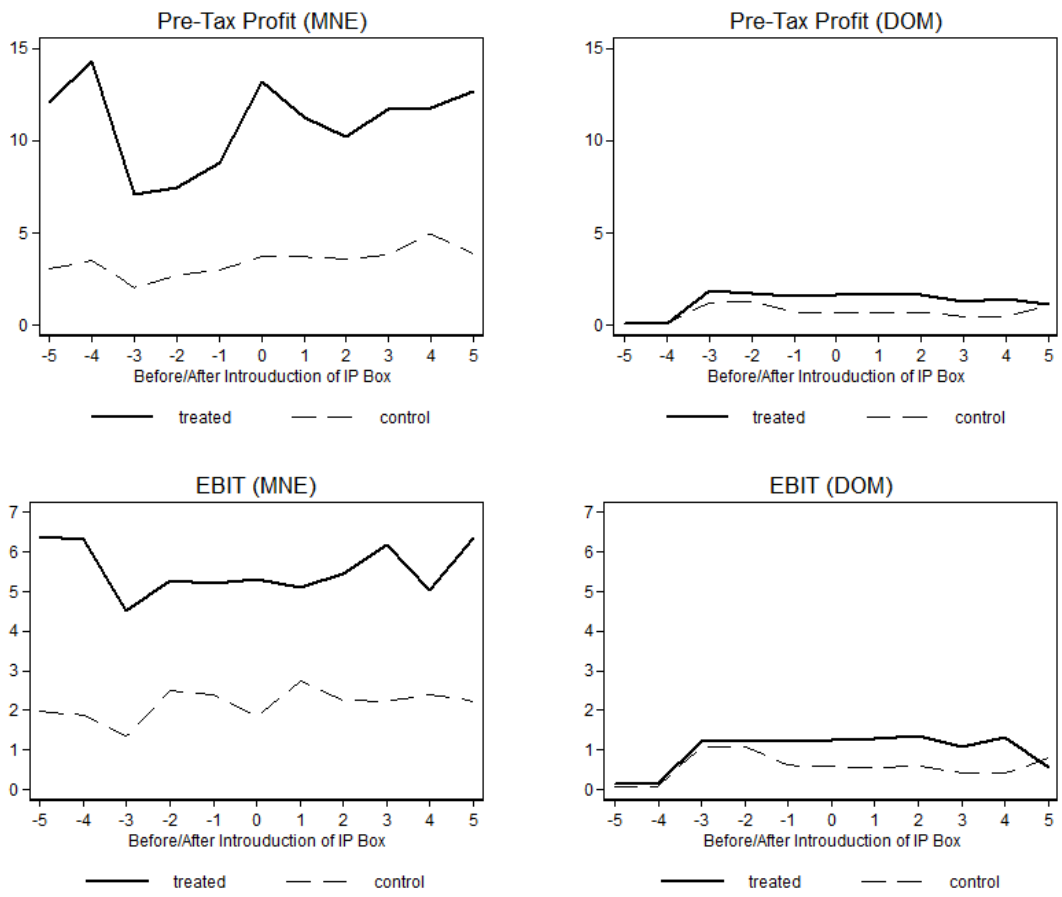 Pre-Tax Profit (MNE)
15
10
5
0
-5 -4 -3 -2 -1 0 1 2 3 4 5
Before/After Introuduction of IP Box
treated control
Pre-Tax Profit (DOM)
15
10
5
0
-5 -4 -3 -2 -1 0 1 2 3 4 5
Before/After Introuduction of IP Box
treated control
EBIT (MNE)
7
6
5
4
3
2
1
0
-5 -4 -3 -2 -1 0 1 2 3 4 5
Before/After Introuduction of IP Box
treated control
EBIT (DOM)
7
6
5
4
3
2
1
0
-5 -4 -3 -2 -1 0 1 2 3 4 5
Before/After Introuduction of IP Box
treated control